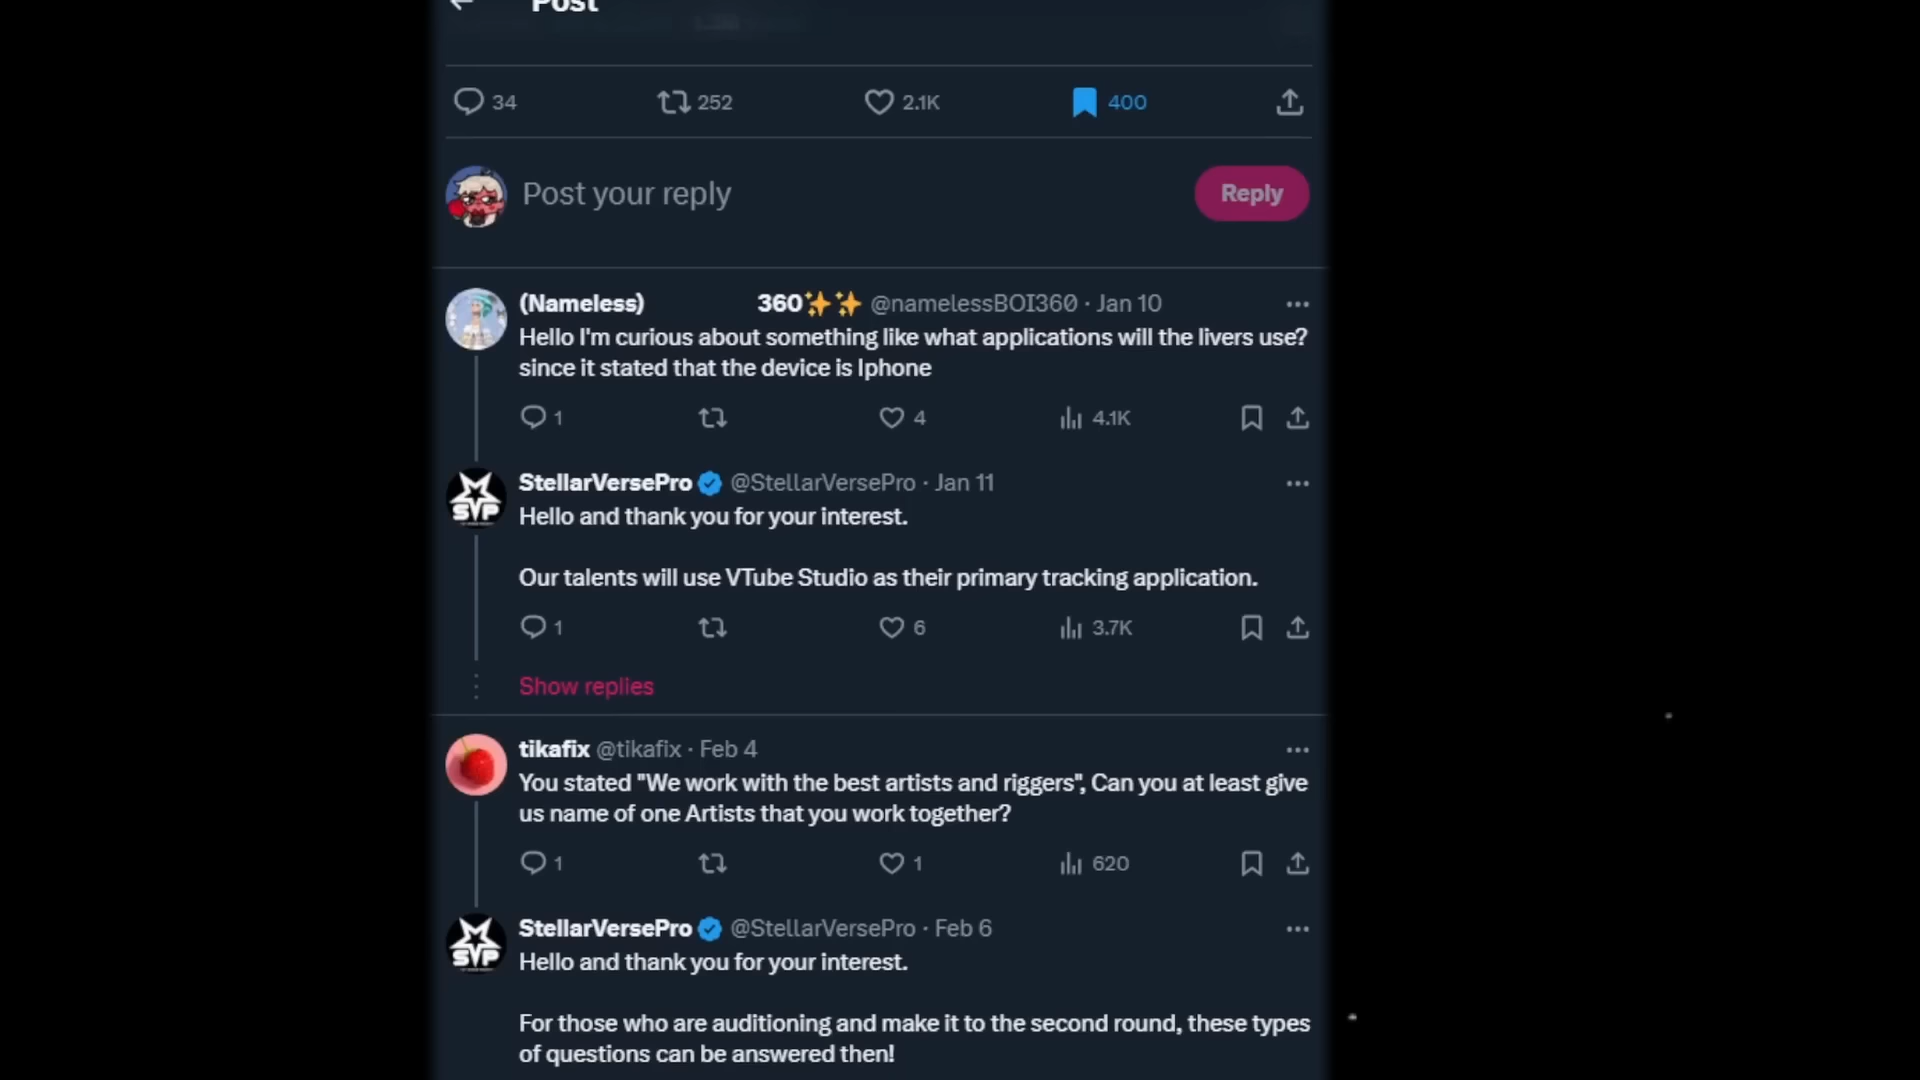 Post
34 252 2.1K 400
Post your reply
Reply
(Nameless) 360✨✨ @namelessBOI360 · Jan 10
Hello I'm curious about something like what applications will the livers use?
since it stated that the device is Iphone
1 4 4.1K
StellarVersePro @StellarVersePro · Jan 11
SVP
Hello and thank you for your interest.
Our talents will use VTube Studio as their primary tracking application.
1 6 3.7K
Show replies
tikafix @tikafix · Feb 4
You stated "We work with the best artists and riggers", Can you at least give
us name of one Artists that you work together?
1 1 620
StellarVersePro @StellarVersePro · Feb 6
SVP
Hello and thank you for your interest.
For those who are auditioning and make it to the second round, these types
of questions can be answered then!